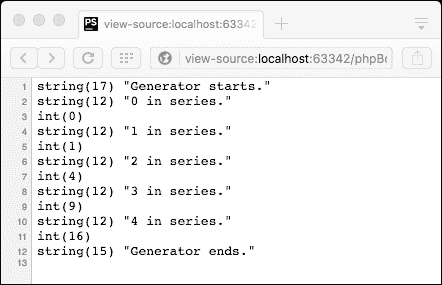 PS
view-source:localhost:63342
view-source:localhost:63342/phpBo
1 string(17) "Generator starts."
2 string(12) "0 in series."
3 int(0)
4 string(12) "1 in series."
5 int(1)
6 string(12) "2 in series."
7 int(4)
8 string(12) "3 in series."
9 int(9)
10 string(12) "4 in series."
11 int(16)
12 string(15) "Generator ends."
13